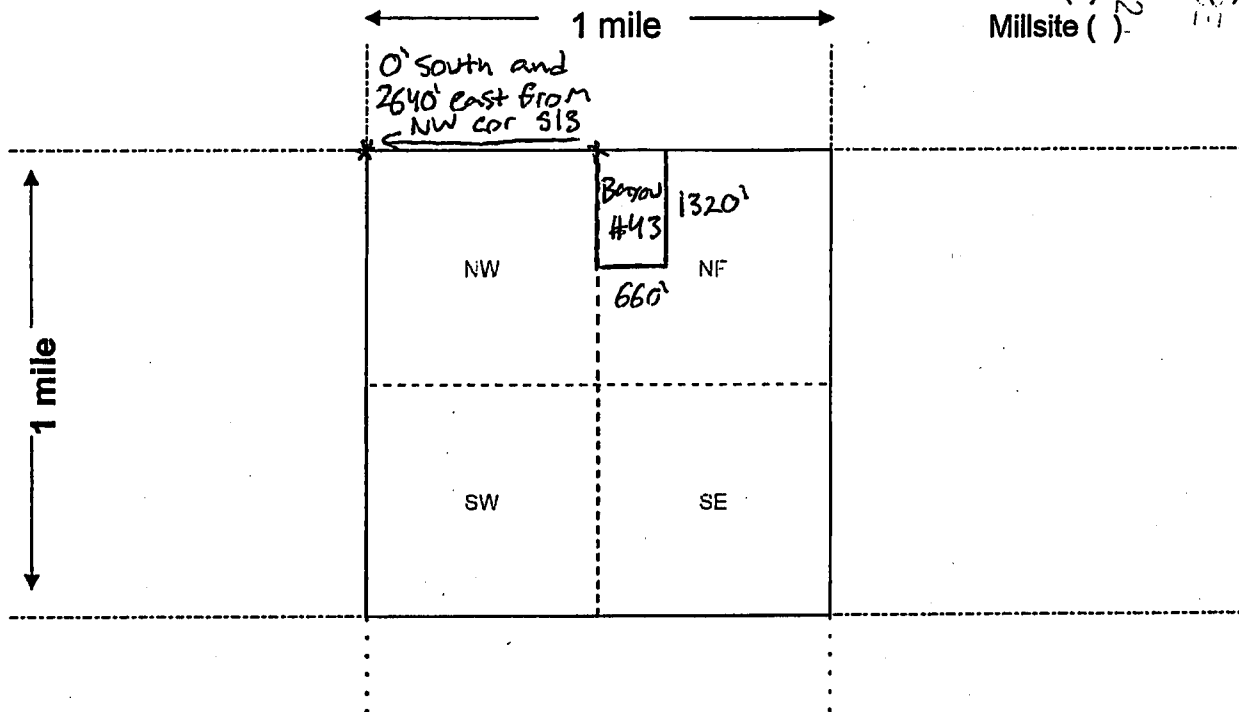 1 mile
Millsite ( )
0' south and
2640' east from
NW cor S13
#43
1320'
NW
NE
660'
1 mile
SW
SE